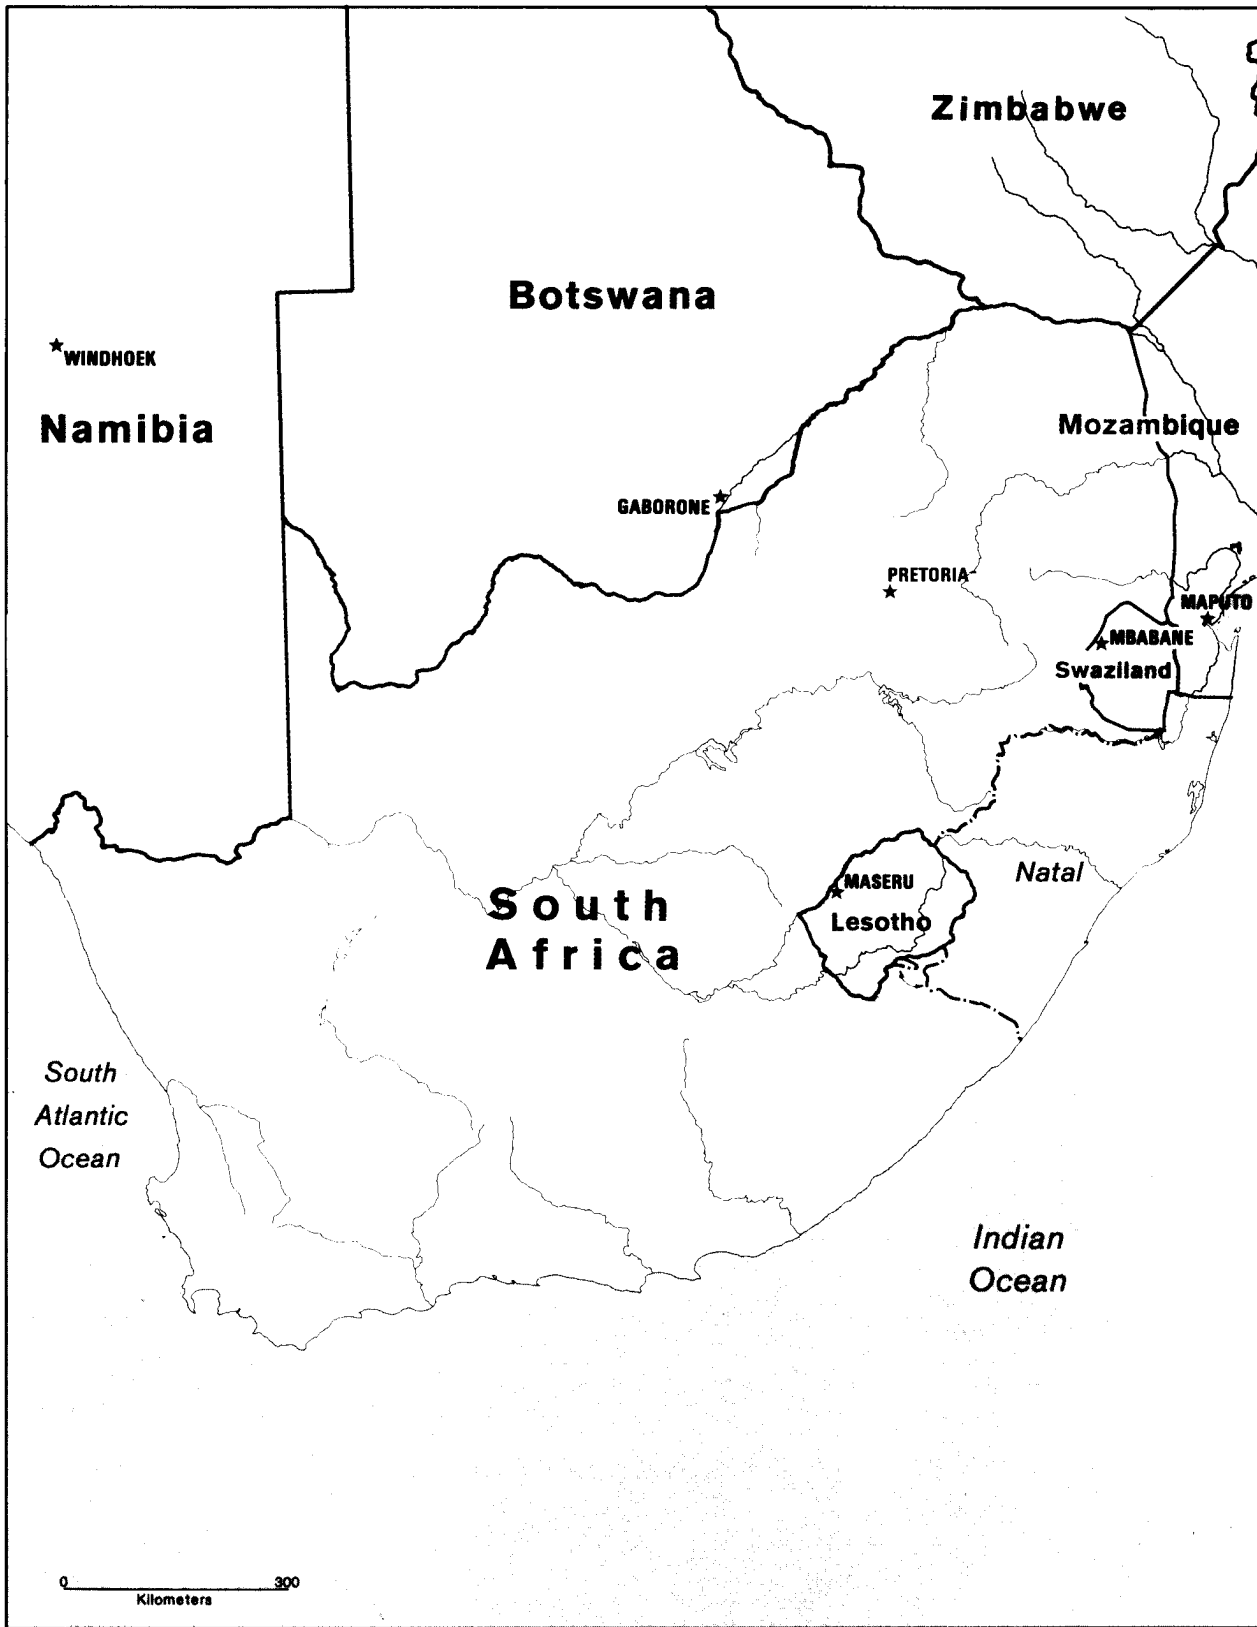 Zimbabwe
Botswana
WINDHOEK
Namibia
Mozambique
GABORONE
PRETORIA
MAPUTO
MBABANE
Swaziland
Natal
MASERU
Lesotho
South
Africa
South
Atlantic
Ocean
Indian
Ocean
0 300
Kilometers